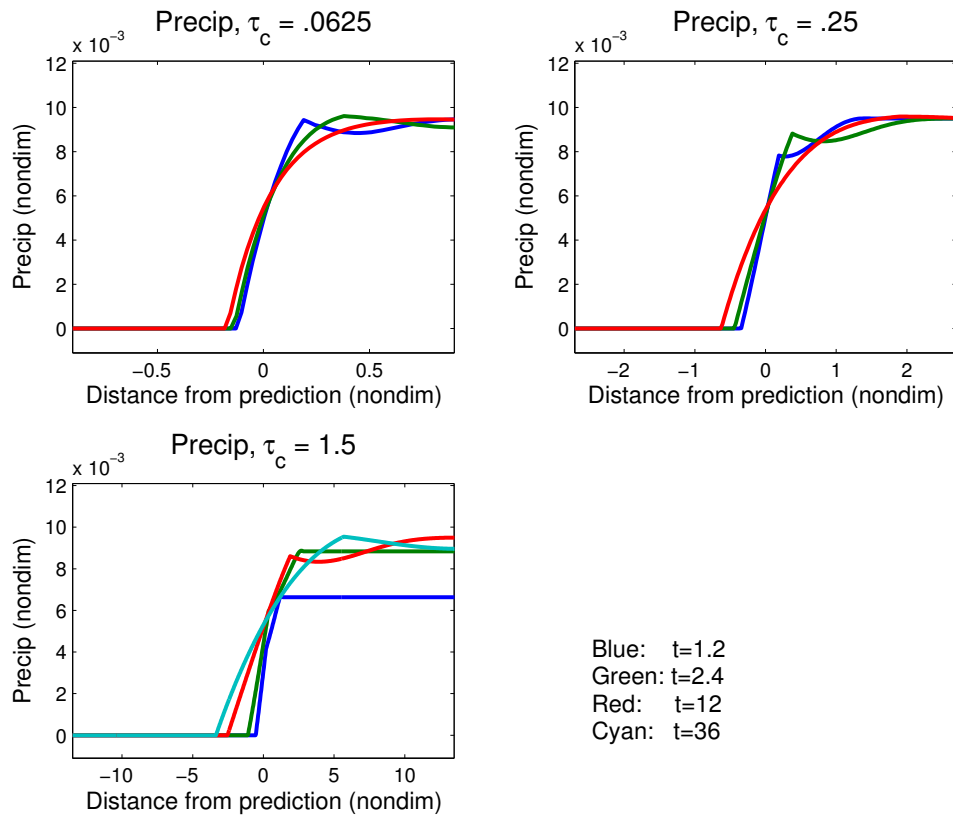 Precip, τc = .0625
x 10⁻³
12
10
8
6
4
2
0
Precip (nondim)
−0.5 0 0.5
Distance from prediction (nondim)
Precip, τc = .25
x 10⁻³
12
10
8
6
4
2
0
Precip (nondim)
−2 −1 0 1 2
Distance from prediction (nondim)
Precip, τc = 1.5
x 10⁻³
12
10
8
6
4
2
0
Precip (nondim)
−10 −5 0 5 10
Distance from prediction (nondim)
Blue: t=1.2
Green: t=2.4
Red: t=12
Cyan: t=36